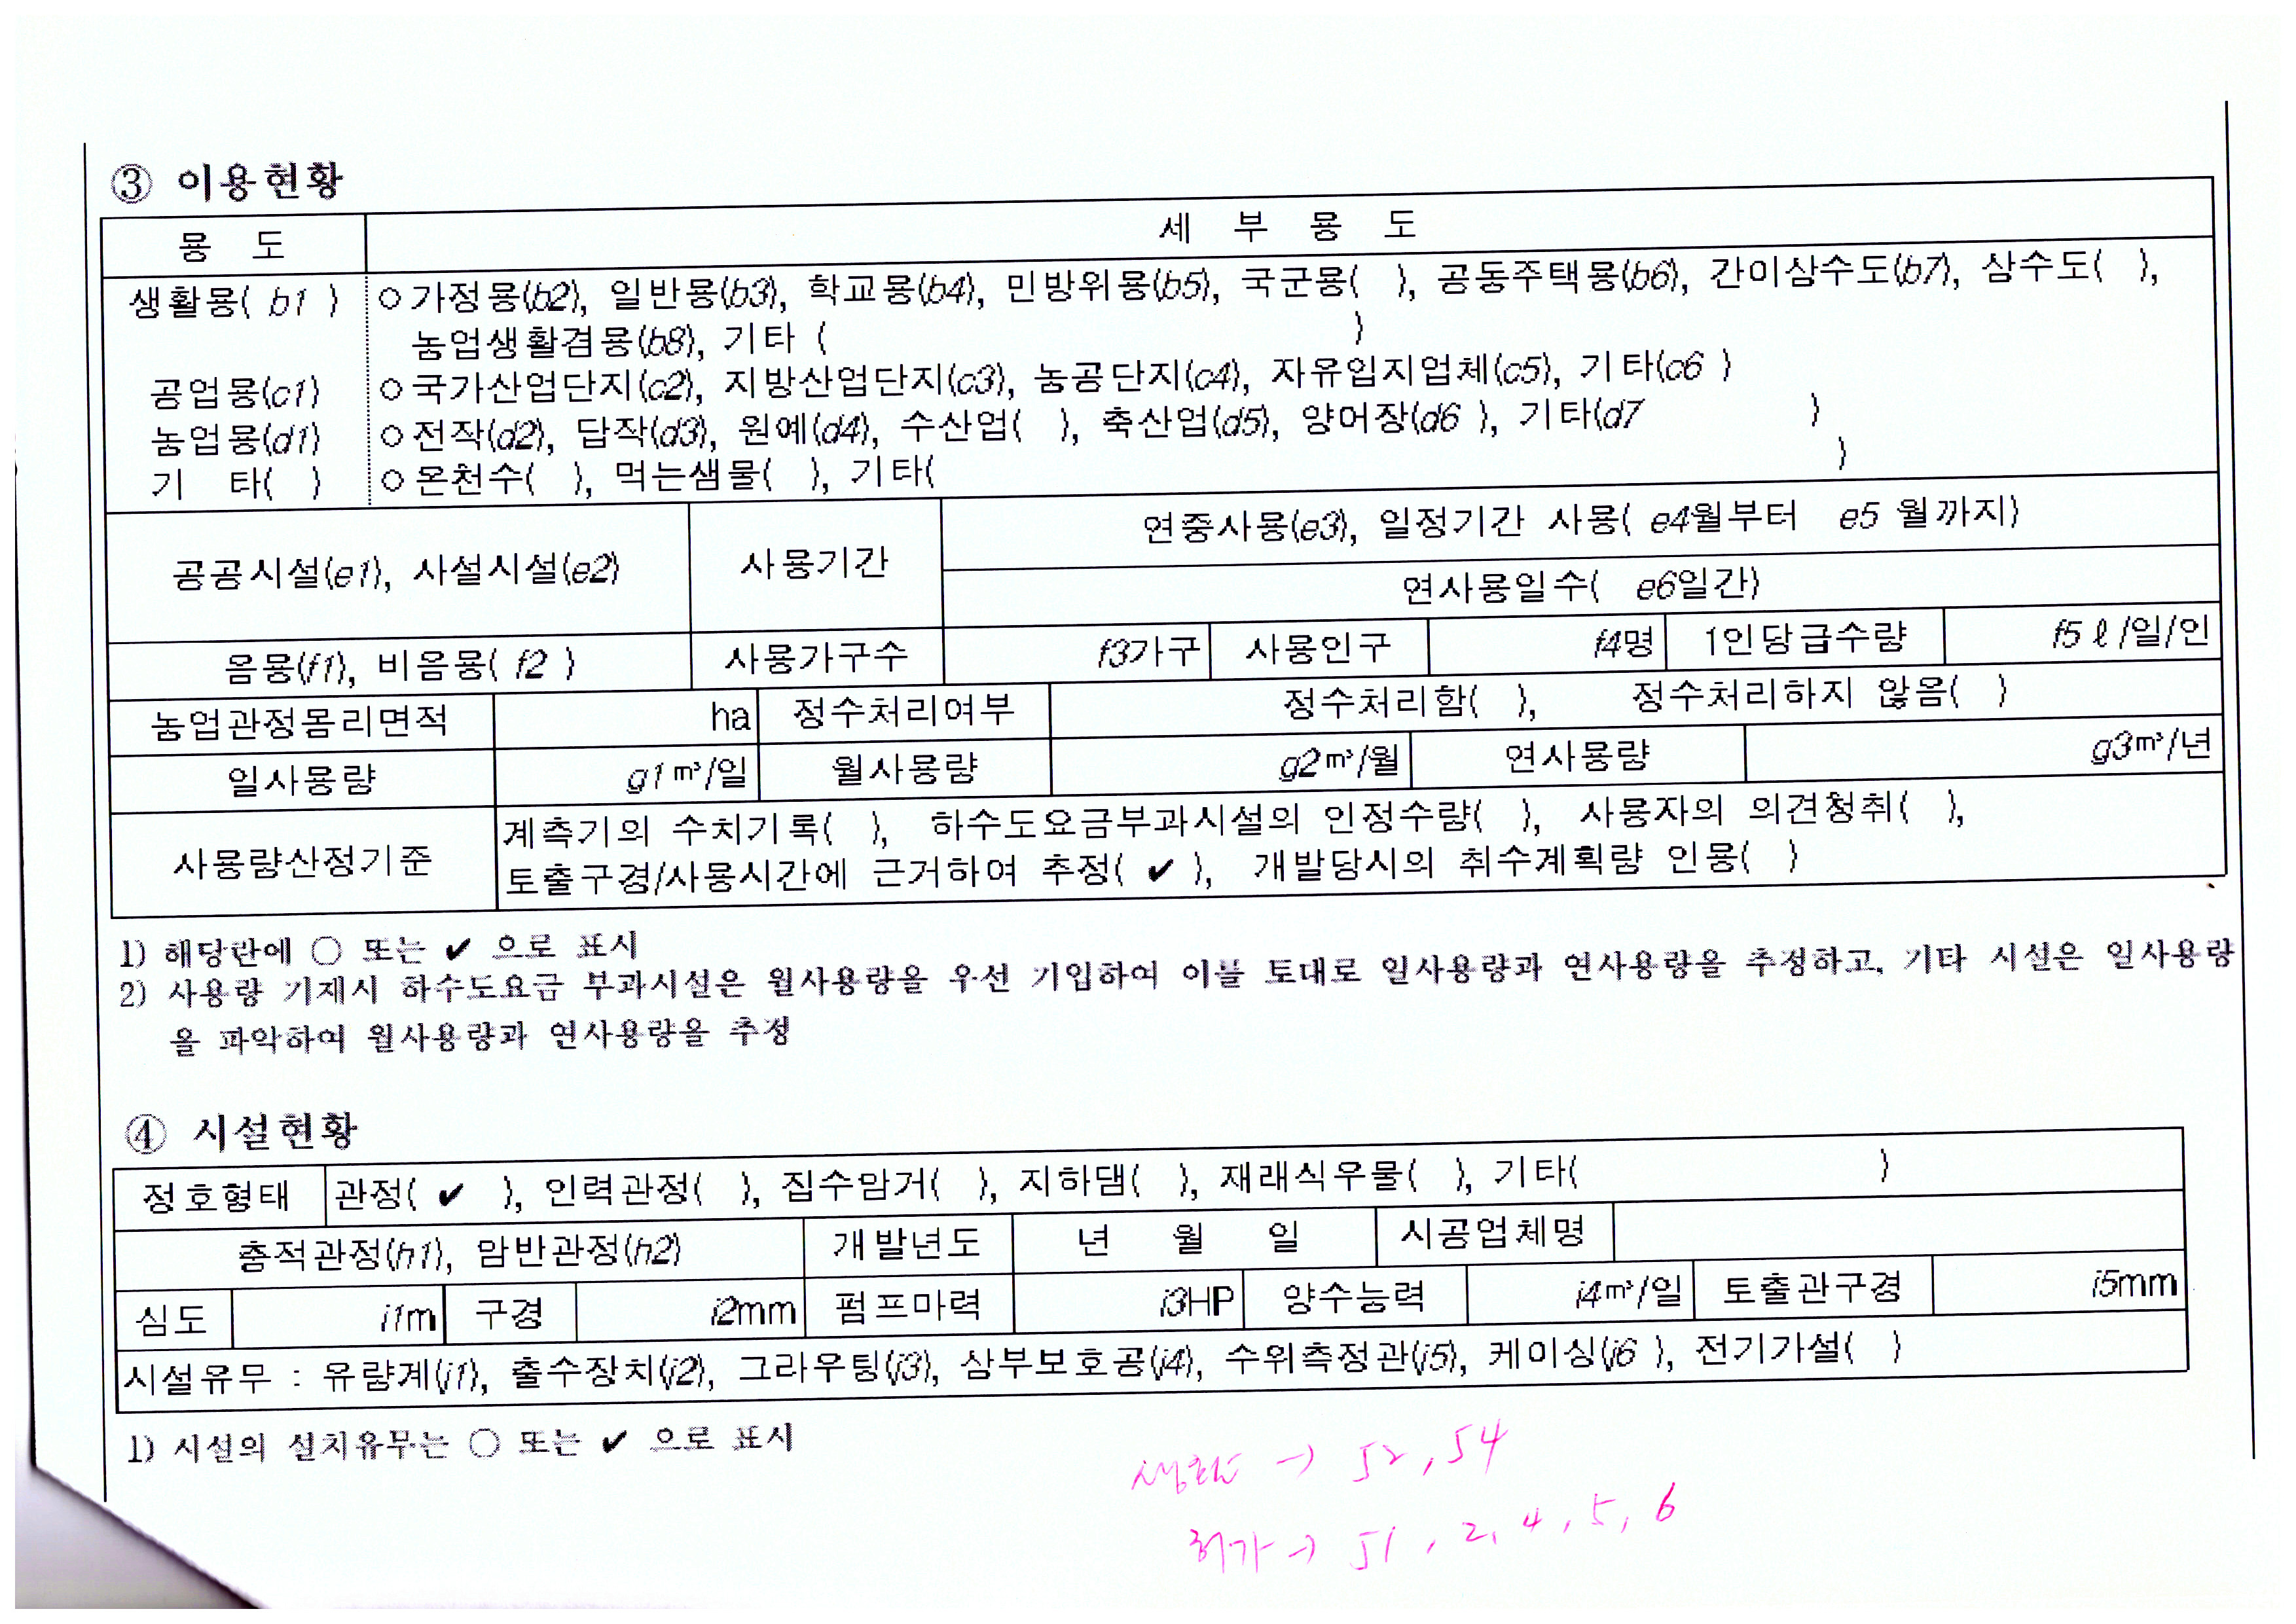 ③ 이용현황
용 도 세 부 용 도
생활용( b1 ) ○ 가정용(b2), 일반용(b3), 학교용(b4), 민방위용(b5), 국군용( ), 공동주택용(b6), 간이상수도(b7), 상수도( ),
농업생활겸용(b8), 기타 ( )
공업용(c1) ○ 국가산업단지(c2), 지방산업단지(c3), 농공단지(c4), 자유입지업체(c5), 기타(c6 )
농업용(d1) ○ 전작(d2), 답작(d3), 원예(d4), 수산업( ), 축산업(d5), 양어장(d6 ), 기타(d7 )
기 타( ) ○ 온천수( ), 먹는샘물( ), 기타( )
공공시설(e1), 사설시설(e2) 사용기간 연중사용(e3), 일정기간 사용( e4월부터 e5 월까지)
연사용일수( e6일간)
음용(f1), 비음용( f2 ) 사용가구수 f3가구 사용인구 f4명 1인당급수량 f5 ℓ/일/인
농업관정몽리면적 ha 정수처리여부 정수처리함( ), 정수처리하지 않음( )
일사용량 g1㎥/일 월사용량 g2㎥/월 연사용량 g3㎥/년
사용량산정기준 계측기의 수치기록( ), 하수도요금부과시설의 인정수량( ), 사용자의 의견청취( ),
토출구경/사용시간에 근거하여 추정( ✔ ), 개발당시의 취수계획량 인용( )
1) 해당란에 ○ 또는 ✔ 으로 표시
2) 사용량 기재시 하수도요금 부과시설은 월사용량을 우선 기입하여 이를 토대로 일사용량과 연사용량을 추정하고, 기타 시설은 일사용량
을 파악하여 월사용량과 연사용량을 추정
④ 시설현황
정호형태 관정( ✔ ), 인력관정( ), 집수암거( ), 지하댐( ), 재래식우물( ), 기타( )
충적관정(h1), 암반관정(h2) 개발년도 년 월 일 시공업체명
심도 i1m 구경 i2mm 펌프마력 i3HP 양수능력 i4㎥/일 토출관구경 i5mm
시설유무 : 유량계(j1), 출수장치(j2), 그라우팅(j3), 상부보호공(j4), 수위측정관(j5), 케이싱(j6 ), 전기가설( )
1) 시설의 설치유무는 ○ 또는 ✔ 으로 표시
생활 → J2, J4
허가 → J1, 2, 4, 5, 6